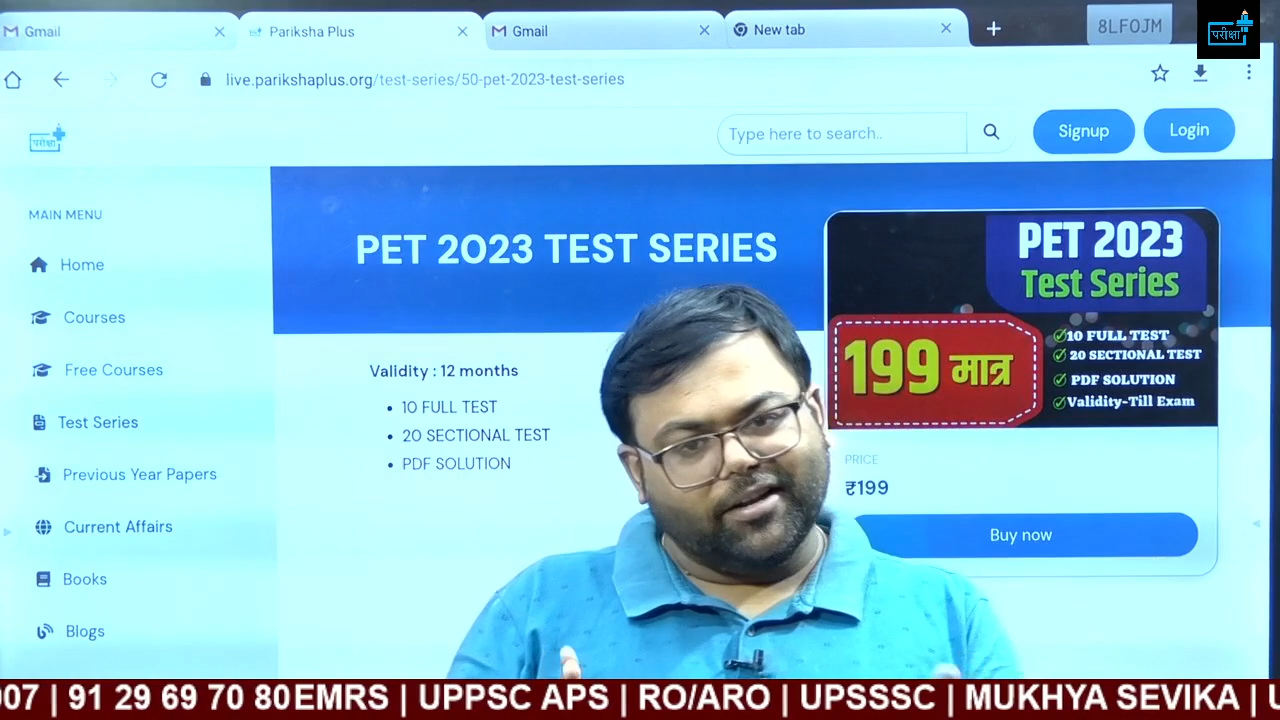 Gmail
Pariksha Plus
Gmail
New tab
8LFOJM
परीक्षा
live.parikshaplus.org/test-series/50-pet-2023-test-series
परीक्षा
Type here to search..
Signup
Login
MAIN MENU
Home
Courses
Free Courses
Test Series
Previous Year Papers
Current Affairs
Books
Blogs
PET 2023 TEST SERIES
Validity : 12 months
10 FULL TEST
20 SECTIONAL TEST
PDF SOLUTION
PET 2023
Test Series
199 मात्र
10 FULL TEST
20 SECTIONAL TEST
PDF SOLUTION
Validity-Till Exam
PRICE
₹199
Buy now
007 | 91 29 69 70 80 EMRS | UPPSC APS | RO/ARO | UPSSSC | MUKHYA SEVIKA |